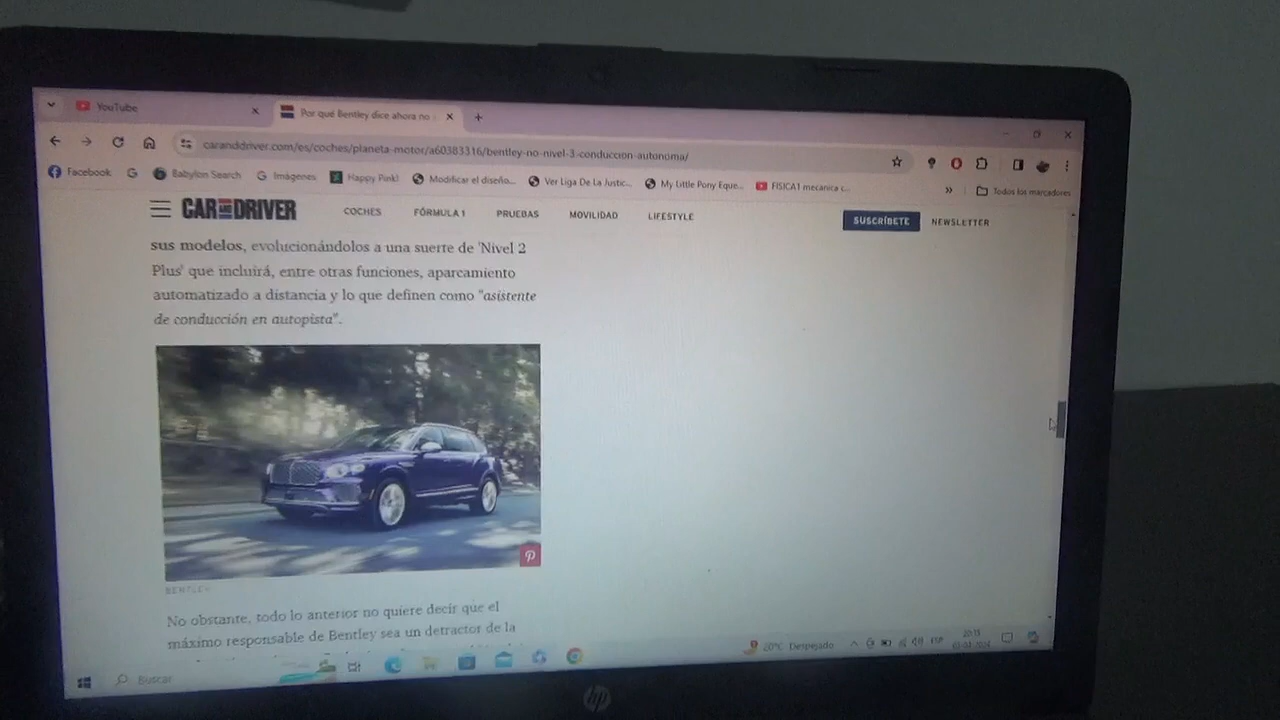 YouTube
Por qué Bentley dice ahora no
caranddriver.com/es/coches/planeta-motor/a60383316/bentley-no-nivel-3-conduccion-autonoma/
Facebook
G
Babylon Search
Imágenes
Happy Pink!
Modificar el diseño...
Ver Liga De La Justic...
My Little Pony Eque...
FISICA1 mecanica c...
»
Todos los marcadores
CAR AND DRIVER
COCHES
FÓRMULA 1
PRUEBAS
MOVILIDAD
LIFESTYLE
SUSCRÍBETE
NEWSLETTER
sus modelos, evolucionándolos a una suerte de 'Nivel 2
Plus' que incluirá, entre otras funciones, aparcamiento
automatizado a distancia y lo que definen como "asistente
de conducción en autopista".
BENTLEY
No obstante, todo lo anterior no quiere decir que el
máximo responsable de Bentley sea un detractor de la
Buscar
20°C Despejado
ESP
20:15
hp